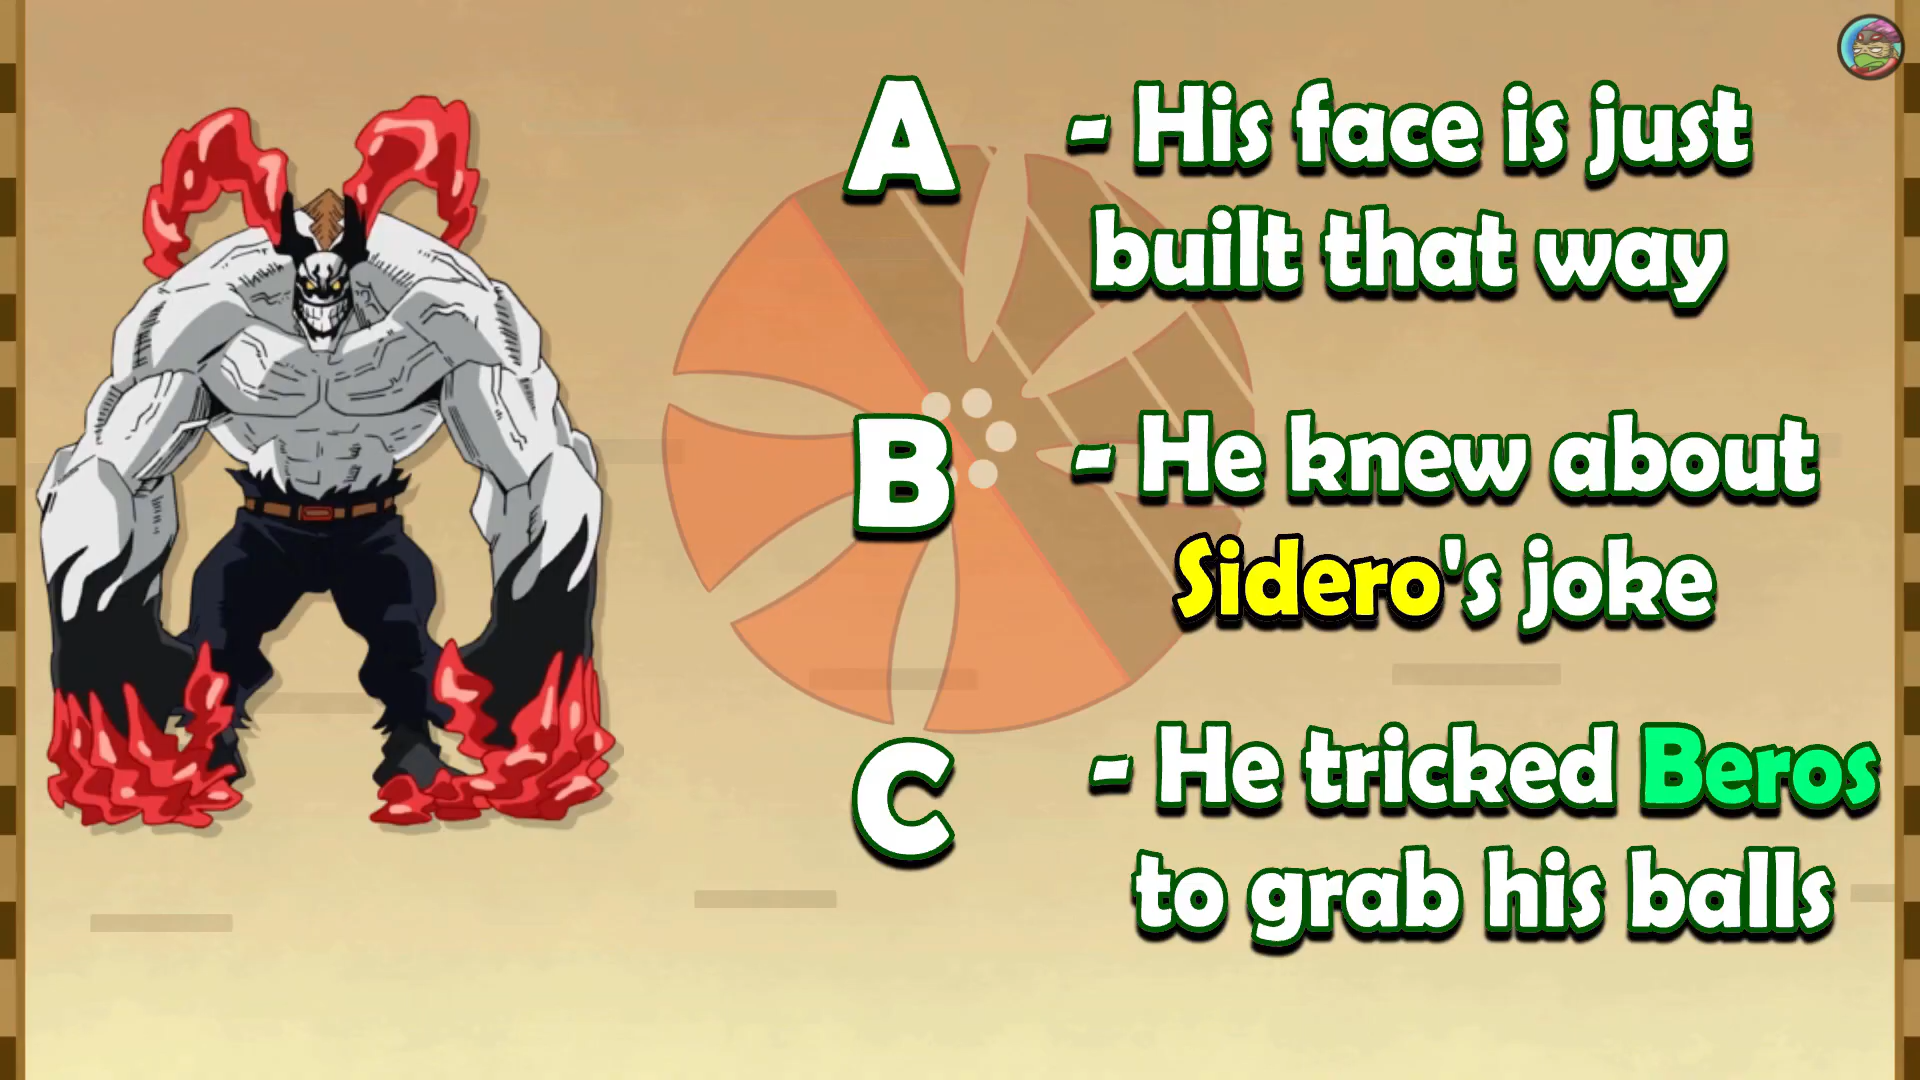 A - His face is just
built that way
B - He knew about
Sidero's joke
C - He tricked Beros
to grab his balls